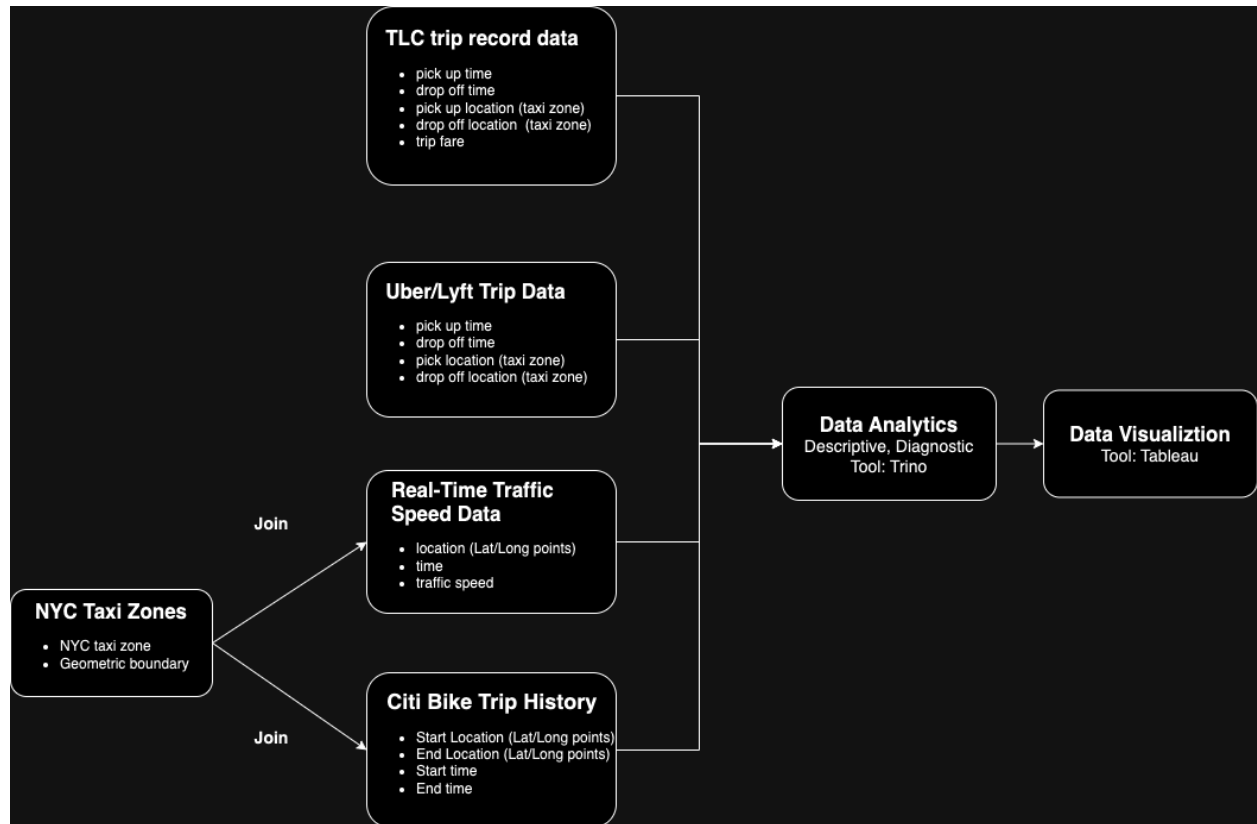 TLC trip record data
• pick up time
• drop off time
• pick up location (taxi zone)
• drop off location (taxi zone)
• trip fare
Uber/Lyft Trip Data
• pick up time
• drop off time
• pick location (taxi zone)
• drop off location (taxi zone)
Real-Time Traffic
Speed Data
• location (Lat/Long points)
• time
• traffic speed
Join
NYC Taxi Zones
• NYC taxi zone
• Geometric boundary
Join
Citi Bike Trip History
• Start Location (Lat/Long points)
• End Location (Lat/Long points)
• Start time
• End time
Data Analytics
Descriptive, Diagnostic
Tool: Trino
Data Visualiztion
Tool: Tableau